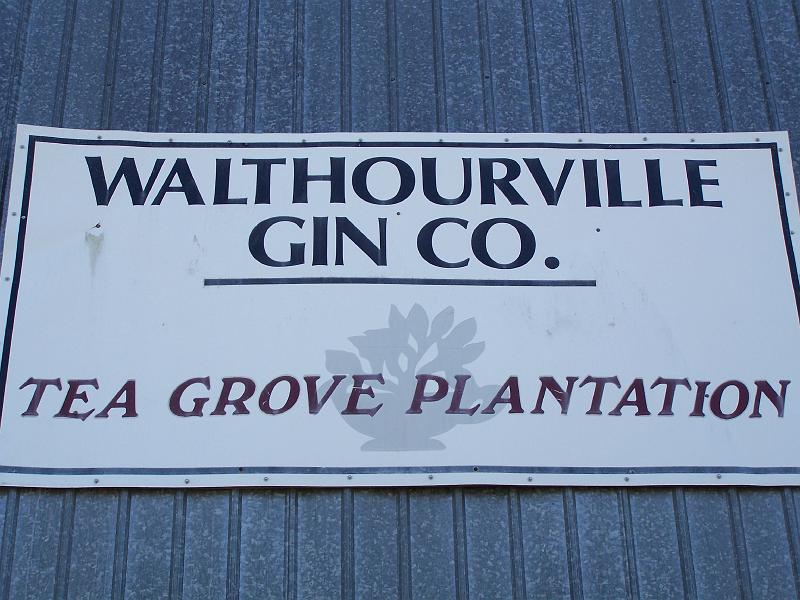 WALTHOURVILLE
GIN CO.
TEA GROVE PLANTATION